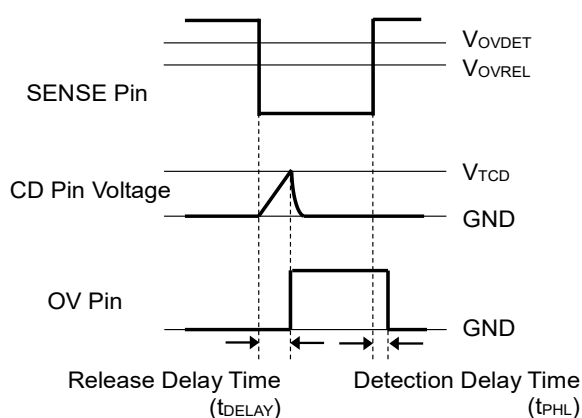 VOVDET
VOVREL
SENSE Pin
VTCD
CD Pin Voltage
GND
OV Pin
GND
Release Delay Time
(tDELAY)
Detection Delay Time
(tPHL)